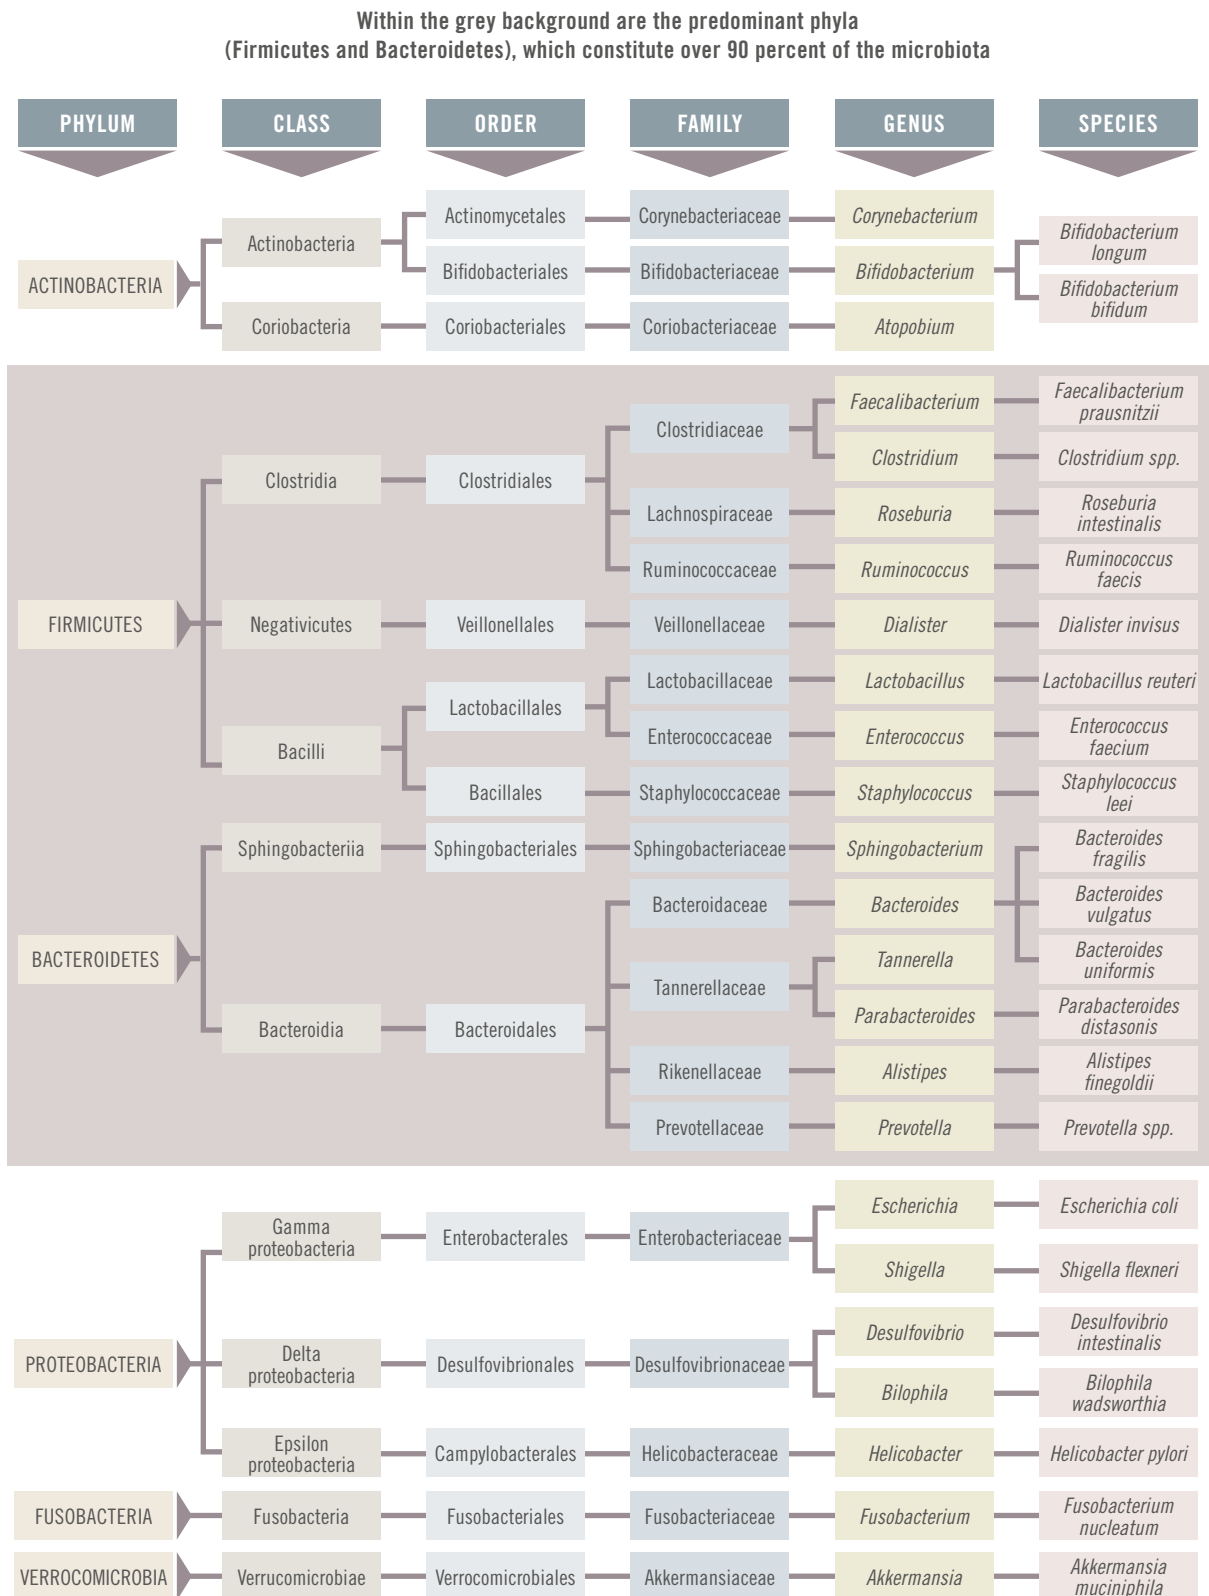 Within the grey background are the predominant phyla
(Firmicutes and Bacteroidetes), which constitute over 90 percent of the microbiota
PHYLUM
CLASS
ORDER
FAMILY
GENUS
SPECIES
ACTINOBACTERIA
Actinobacteria
Actinomycetales
Corynebacteriaceae
Corynebacterium
Bifidobacteriales
Bifidobacteriaceae
Bifidobacterium
Bifidobacterium
longum
Bifidobacterium
bifidum
Coriobacteria
Coriobacteriales
Coriobacteriaceae
Atopobium
FIRMICUTES
Clostridia
Clostridiales
Clostridiaceae
Faecalibacterium
Faecalibacterium
prausnitzii
Clostridium
Clostridium spp.
Lachnospiraceae
Roseburia
Roseburia
intestinalis
Ruminococcaceae
Ruminococcus
Ruminococcus
faecis
Negativicutes
Veillonellales
Veillonellaceae
Dialister
Dialister invisus
Bacilli
Lactobacillales
Lactobacillaceae
Lactobacillus
Lactobacillus reuteri
Enterococcaceae
Enterococcus
Enterococcus
faecium
Bacillales
Staphylococcaceae
Staphylococcus
Staphylococcus
leei
BACTEROIDETES
Sphingobacteriia
Sphingobacteriales
Sphingobacteriaceae
Sphingobacterium
Bacteroidia
Bacteroidales
Bacteroidaceae
Bacteroides
Bacteroides
fragilis
Bacteroides
vulgatus
Bacteroides
uniformis
Tannerellaceae
Tannerella
Parabacteroides
Parabacteroides
distasonis
Rikenellaceae
Alistipes
Alistipes
finegoldii
Prevotellaceae
Prevotella
Prevotella spp.
PROTEOBACTERIA
Gamma
proteobacteria
Enterobacterales
Enterobacteriaceae
Escherichia
Escherichia coli
Shigella
Shigella flexneri
Delta
proteobacteria
Desulfovibrionales
Desulfovibrionaceae
Desulfovibrio
Desulfovibrio
intestinalis
Bilophila
Bilophila
wadsworthia
Epsilon
proteobacteria
Campylobacterales
Helicobacteraceae
Helicobacter
Helicobacter pylori
FUSOBACTERIA
Fusobacteria
Fusobacteriales
Fusobacteriaceae
Fusobacterium
Fusobacterium
nucleatum
VERROCOMICROBIA
Verrucomicrobiae
Verrocomicrobiales
Akkermansiaceae
Akkermansia
Akkermansia
muciniphila